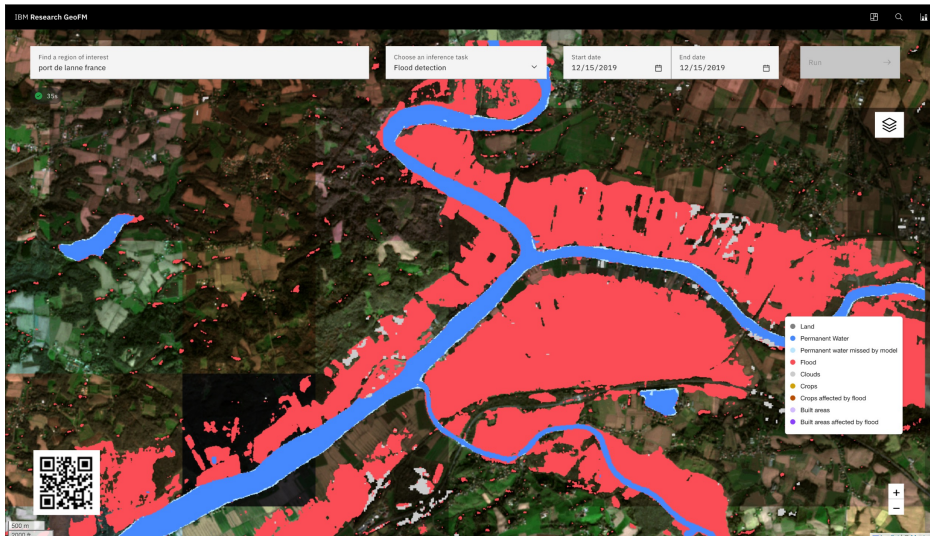 IBM Research GeoFM
Find a region of interest
port de lanne france
Choose an inference task
Flood detection
Start date
12/15/2019
End date
12/15/2019
Run
35s
Land
Permanent Water
Permanent water missed by model
Flood
Clouds
Crops
Crops affected by flood
Built areas
Built areas affected by flood
+
−
500 m
2000 ft